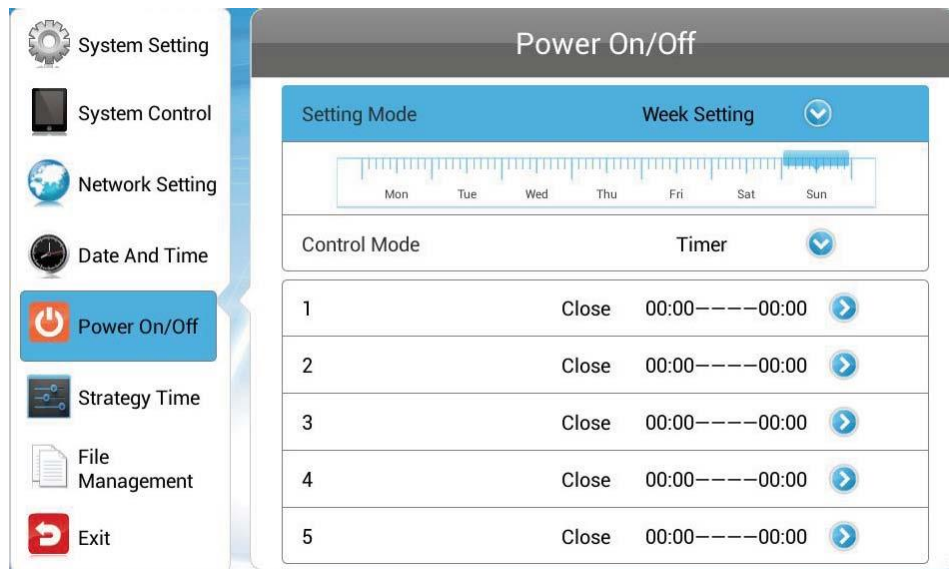 System Setting
System Control
Network Setting
Date And Time
Power On/Off
Strategy Time
File
Management
Exit
Power On/Off
Setting Mode Week Setting
Mon Tue Wed Thu Fri Sat Sun
Control Mode Timer
1 Close 00:00----00:00
2 Close 00:00----00:00
3 Close 00:00----00:00
4 Close 00:00----00:00
5 Close 00:00----00:00